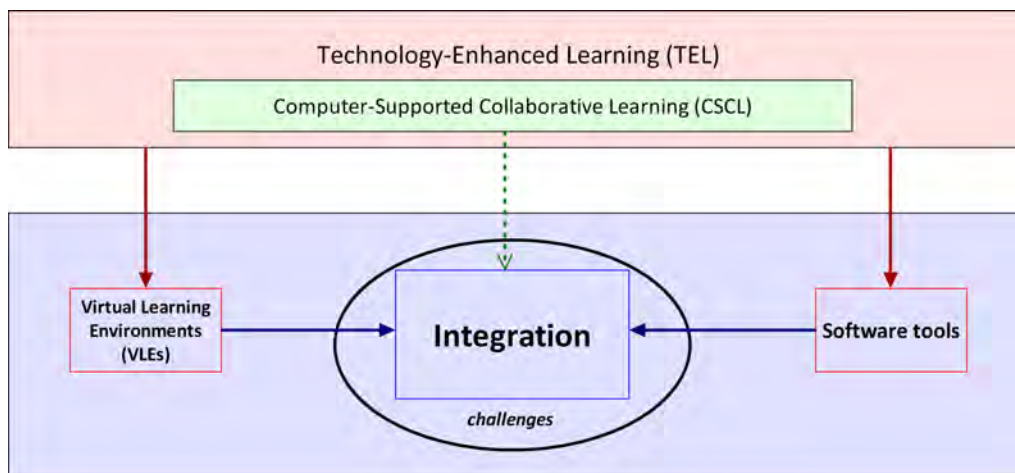 Technology-Enhanced Learning (TEL)
Computer-Supported Collaborative Learning (CSCL)
Virtual Learning
Environments
(VLEs)
Integration
Software tools
challenges